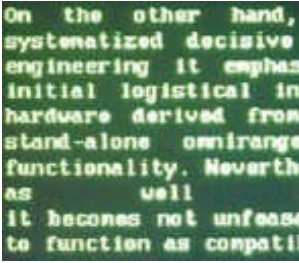 On the other hand,
systematized decisive
engineering it emphas
initial logistical in
hardware derived from
stand-alone omnirange
functionality. Neverth
as well
it becomes not unfeas
to function as compati